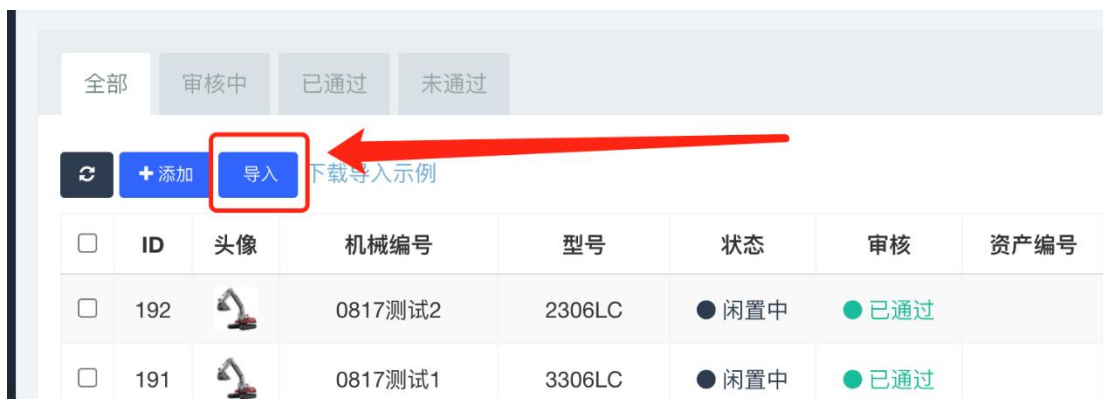 全部 审核中 已通过 未通过
添加 导入 下载导入示例
ID 头像 机械编号 型号 状态 审核 资产编号
192 0817测试2 2306LC 闲置中 已通过
191 0817测试1 3306LC 闲置中 已通过